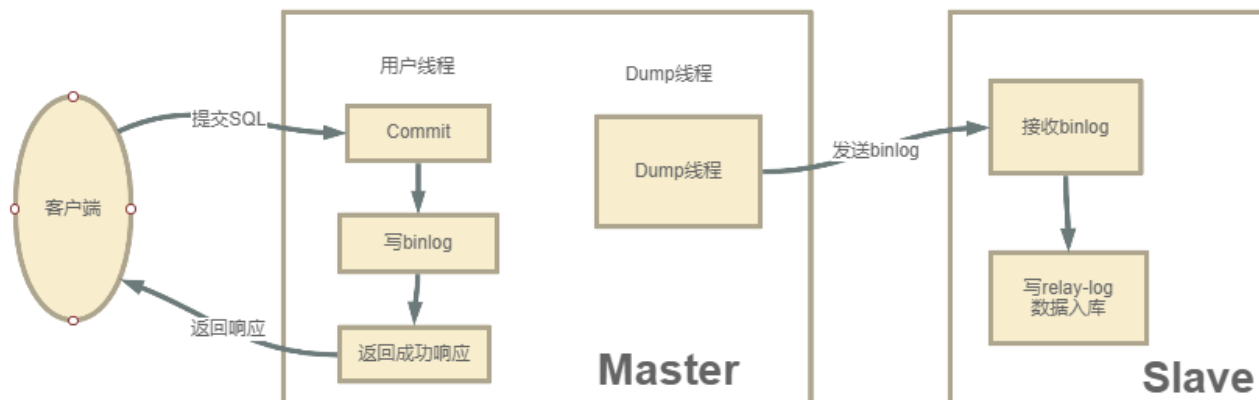 用户线程
Dump线程
提交SQL
Commit
接收binlog
发送binlog
Dump线程
客户端
写binlog
写relay-log
数据入库
返回响应
返回成功响应
Master
Slave